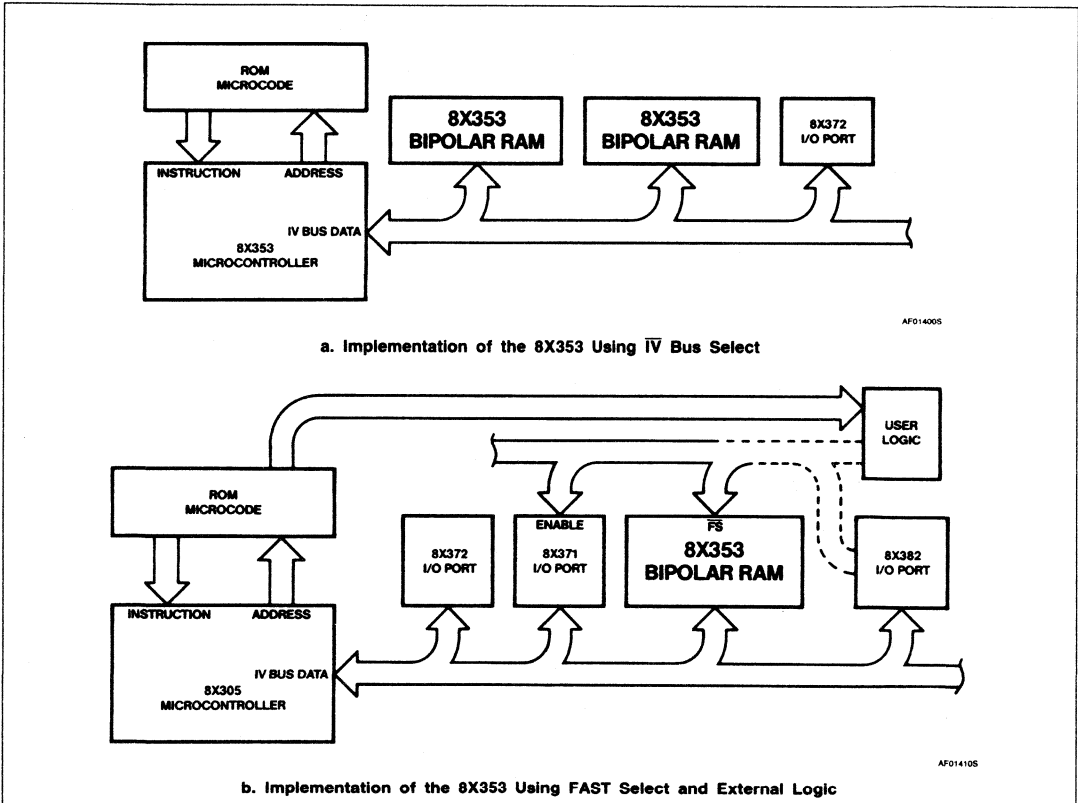 ROM
MICROCODE
8X353
BIPOLAR RAM
8X353
BIPOLAR RAM
8X372
I/O PORT
INSTRUCTION ADDRESS
IV BUS DATA
8X353
MICROCONTROLLER
AF01400S
a. Implementation of the 8X353 Using I̅V̅ Bus Select
USER
LOGIC
ROM
MICROCODE
8X372
I/O PORT
ENABLE
8X371
I/O PORT
F̅S̅
8X353
BIPOLAR RAM
8X382
I/O PORT
INSTRUCTION ADDRESS
IV BUS DATA
8X305
MICROCONTROLLER
AF01410S
b. Implementation of the 8X353 Using FAST Select and External Logic